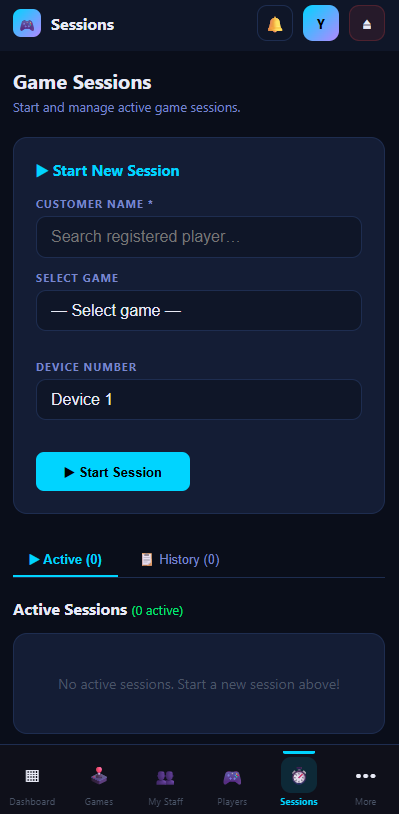 Sessions
Y
Game Sessions
Start and manage active game sessions.
▶ Start New Session
CUSTOMER NAME *
Search registered player...
SELECT GAME
— Select game —
DEVICE NUMBER
Device 1
▶ Start Session
▶ Active (0)
History (0)
Active Sessions (0 active)
No active sessions. Start a new session above!
Dashboard
Games
My Staff
Players
Sessions
More